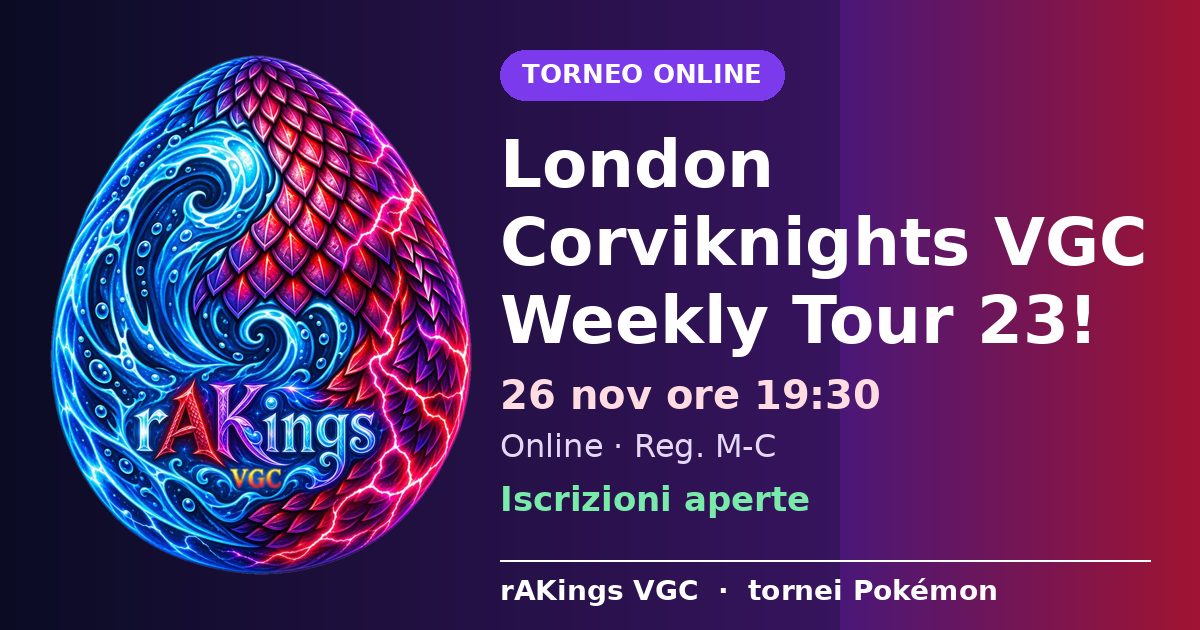 TORNEO ONLINE
London
Corviknights VGC
Weekly Tour 23!
26 nov ore 19:30
Online · Reg. M-C
Iscrizioni aperte
rAKings
VGC
rAKings VGC · tornei Pokémon